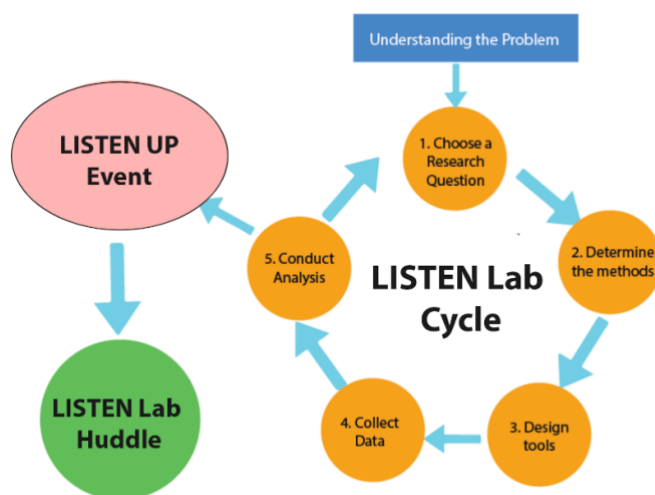 Understanding the Problem
LISTEN UP
Event
1. Choose a
Research
Question
5. Conduct
Analysis
LISTEN Lab
Cycle
2. Determine
the methods
LISTEN Lab
Huddle
4. Collect
Data
3. Design
tools